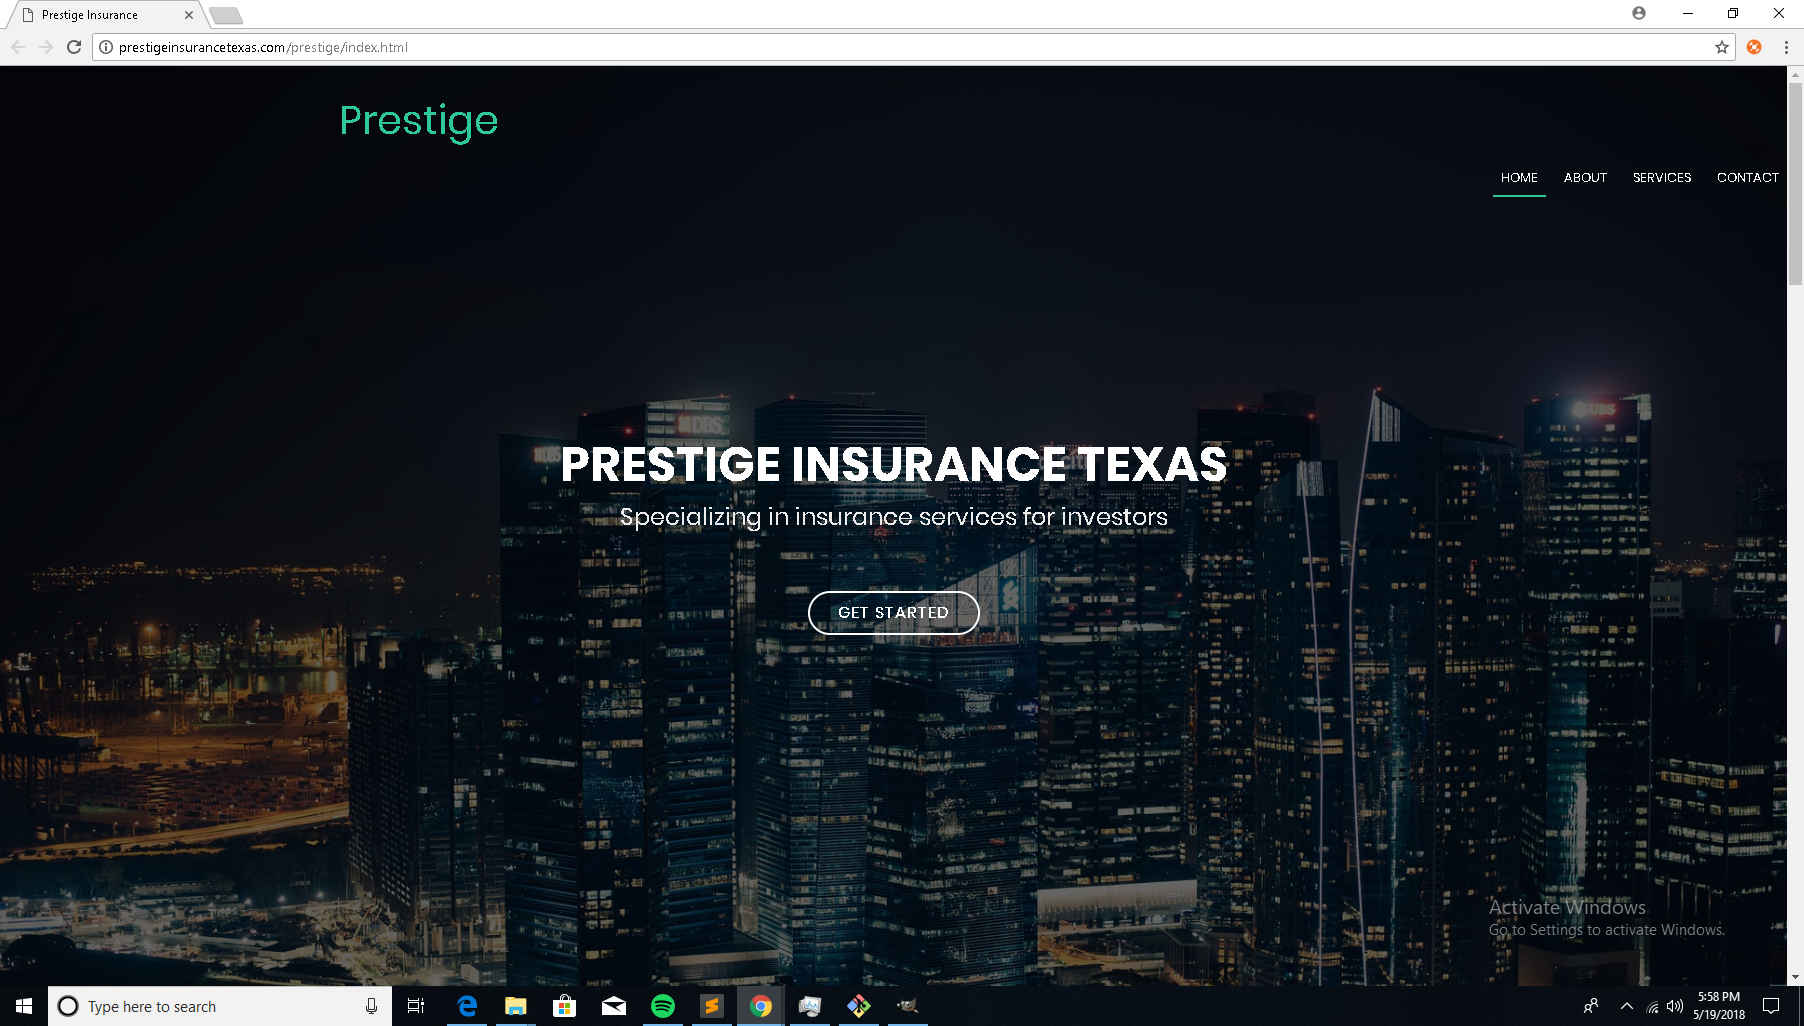 Prestige Insurance
prestigeinsurancetexas.com/prestige/index.html
Prestige
HOME ABOUT SERVICES CONTACT
DBS
UBS
PRESTIGE INSURANCE TEXAS
Specializing in insurance services for investors
GET STARTED
Activate Windows
Go to Settings to activate Windows.
Type here to search
5:58 PM
5/19/2018